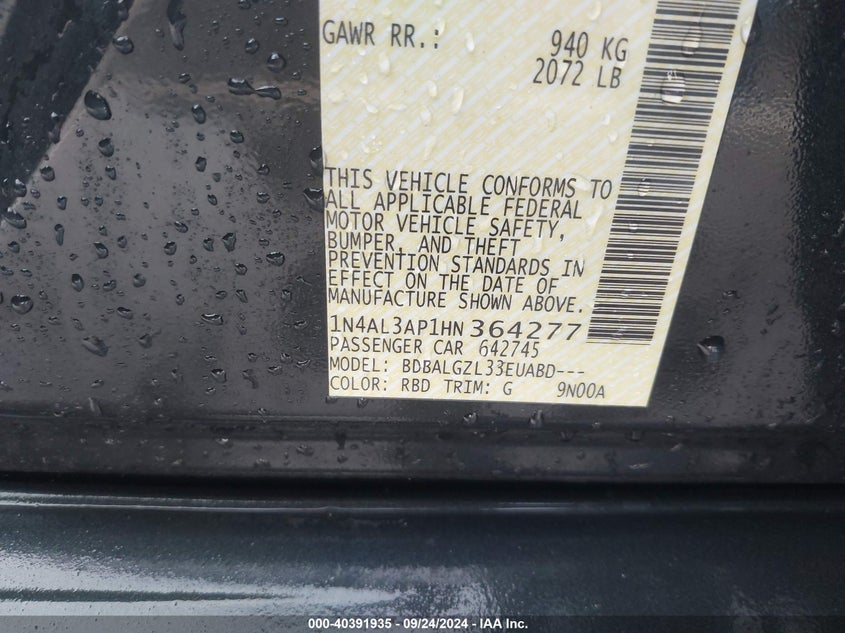 GAWR RR.: 940 KG
2072 LB
THIS VEHICLE CONFORMS TO
ALL APPLICABLE FEDERAL
MOTOR VEHICLE SAFETY,
BUMPER, AND THEFT
PREVENTION STANDARDS IN
EFFECT ON THE DATE OF
MANUFACTURE SHOWN ABOVE.
1N4AL3AP1HN364277
PASSENGER CAR 642745
MODEL: BDBALGZL33EUABD---
COLOR: RBD TRIM: G 9N00A
000-40391935 - 09/24/2024 - IAA Inc.